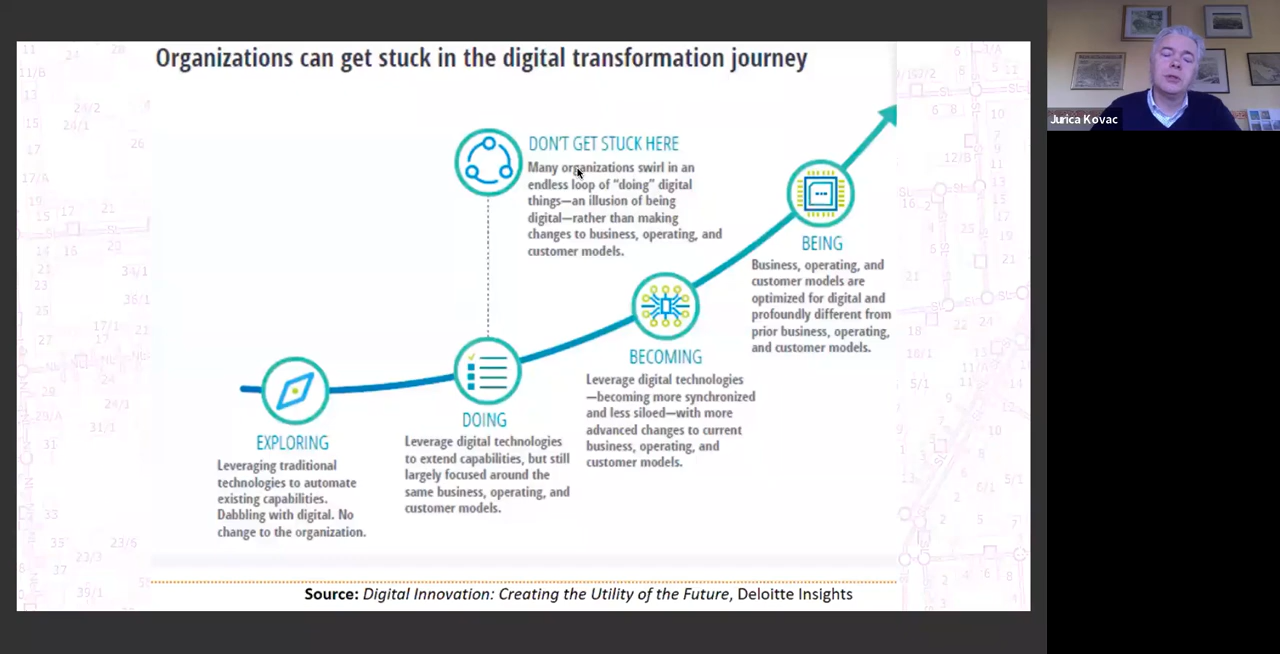 Organizations can get stuck in the digital transformation journey
DON'T GET STUCK HERE
Many organizations swirl in an
endless loop of “doing” digital
things—an illusion of being
digital—rather than making
changes to business, operating, and
customer models.
BEING
Business, operating, and
customer models are
optimized for digital and
profoundly different from
prior business, operating,
and customer models.
BECOMING
Leverage digital technologies
—becoming more synchronized
and less siloed—with more
advanced changes to current
business, operating, and
customer models.
DOING
Leverage digital technologies
to extend capabilities, but still
largely focused around the
same business, operating, and
customer models.
EXPLORING
Leveraging traditional
technologies to automate
existing capabilities.
Dabbling with digital. No
change to the organization.
Source: Digital Innovation: Creating the Utility of the Future, Deloitte Insights
Jurica Kovac